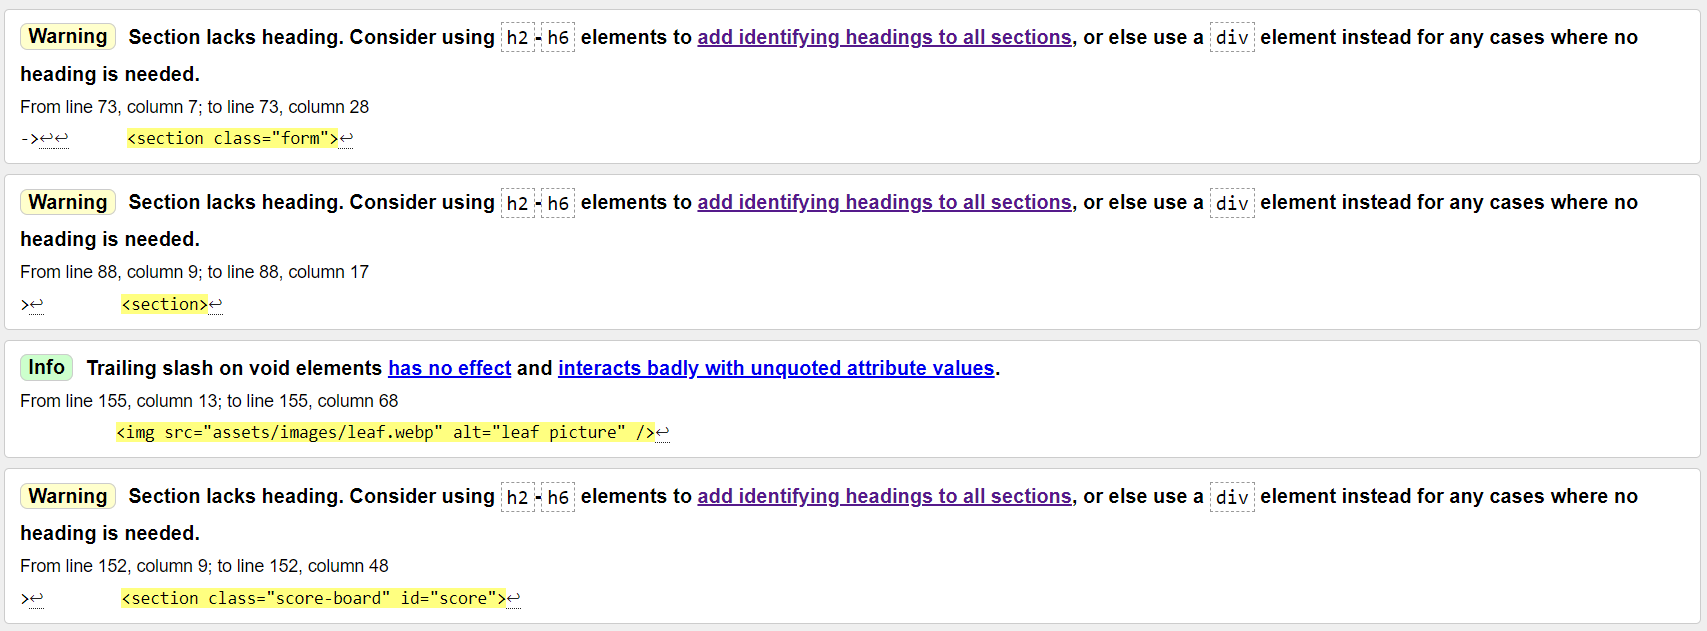 Warning Section lacks heading. Consider using h2-h6 elements to add identifying headings to all sections, or else use a div element instead for any cases where no
heading is needed.
From line 73, column 7; to line 73, column 28
->↩↩ <section class="form">↩
Warning Section lacks heading. Consider using h2-h6 elements to add identifying headings to all sections, or else use a div element instead for any cases where no
heading is needed.
From line 88, column 9; to line 88, column 17
>↩ <section>↩
Info Trailing slash on void elements has no effect and interacts badly with unquoted attribute values.
From line 155, column 13; to line 155, column 68
<img src="assets/images/leaf.webp" alt="leaf picture" />↩
Warning Section lacks heading. Consider using h2-h6 elements to add identifying headings to all sections, or else use a div element instead for any cases where no
heading is needed.
From line 152, column 9; to line 152, column 48
>↩ <section class="score-board" id="score">↩